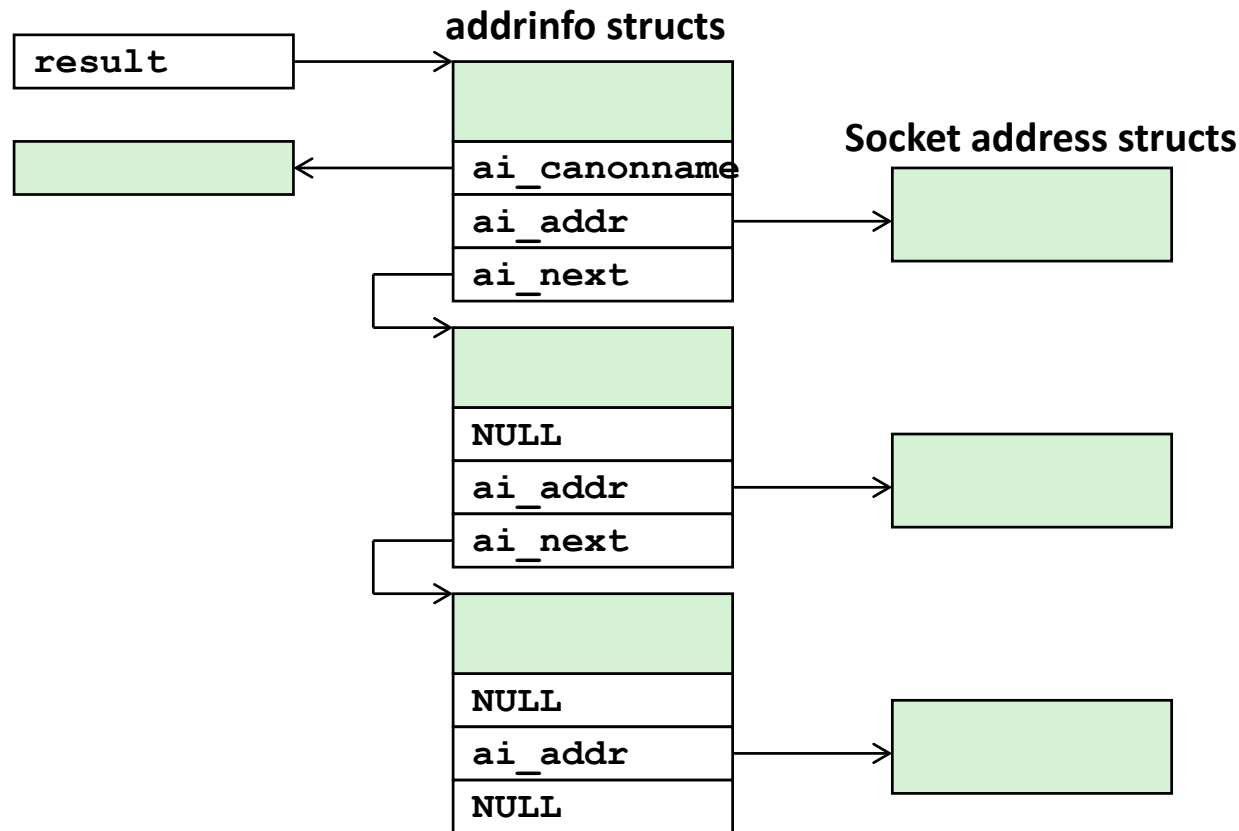 addrinfo structs
result
Socket address structs
ai_canonname
ai_addr
ai_next
NULL
ai_addr
ai_next
NULL
ai_addr
NULL